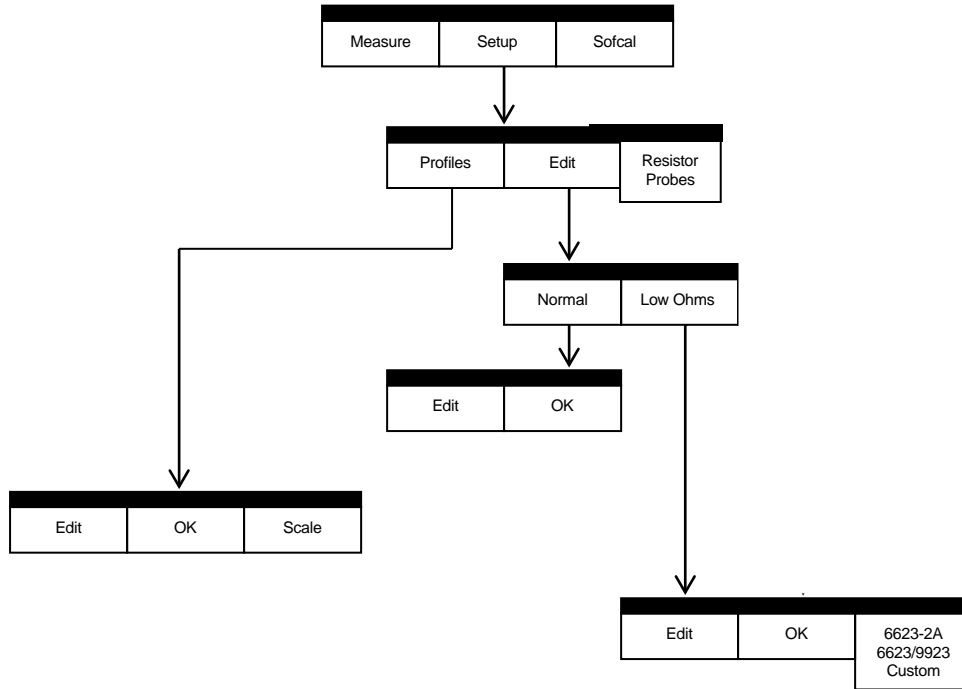 Measure Setup Sofcal
Profiles Edit Resistor
Probes
Normal Low Ohms
Edit OK
Edit OK Scale
Edit OK 6623-2A
6623/9923
Custom